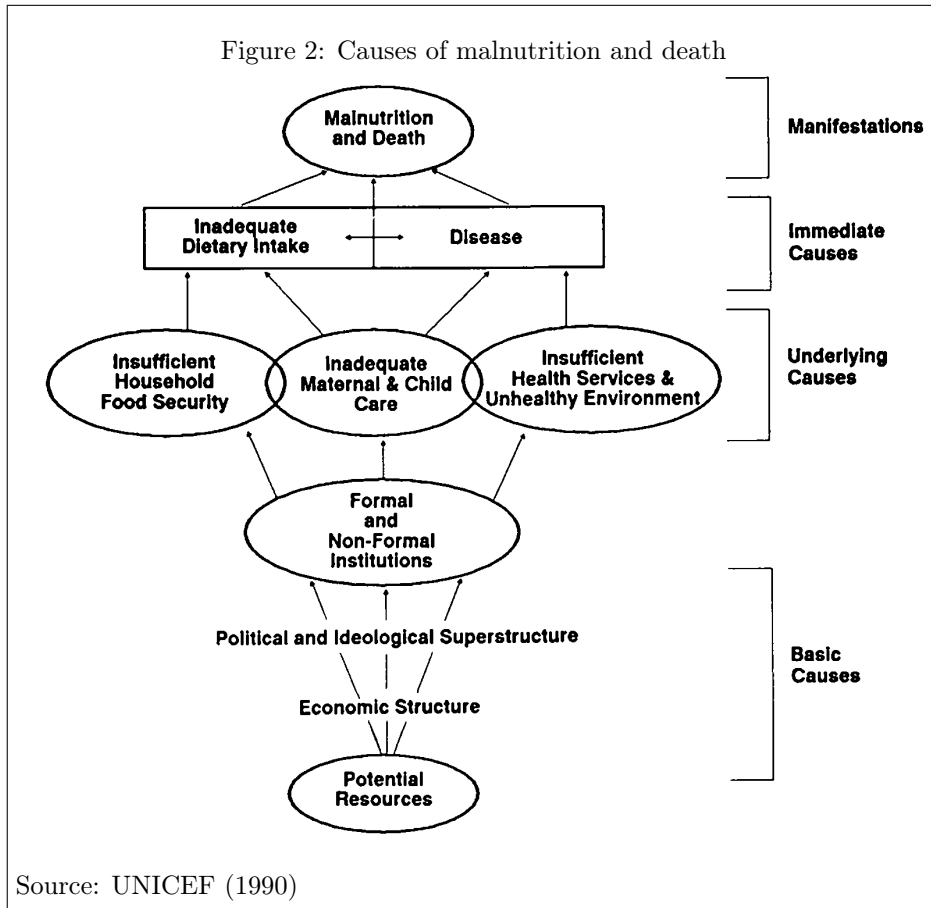 Figure 2: Causes of malnutrition and death
Malnutrition
and Death
Manifestations
Inadequate
Dietary Intake
Disease
Immediate
Causes
Insufficient
Household
Food Security
Inadequate
Maternal & Child
Care
Insufficient
Health Services &
Unhealthy Environment
Underlying
Causes
Formal
and
Non-Formal
Institutions
Political and Ideological Superstructure
Economic Structure
Basic
Causes
Potential
Resources
Source: UNICEF (1990)